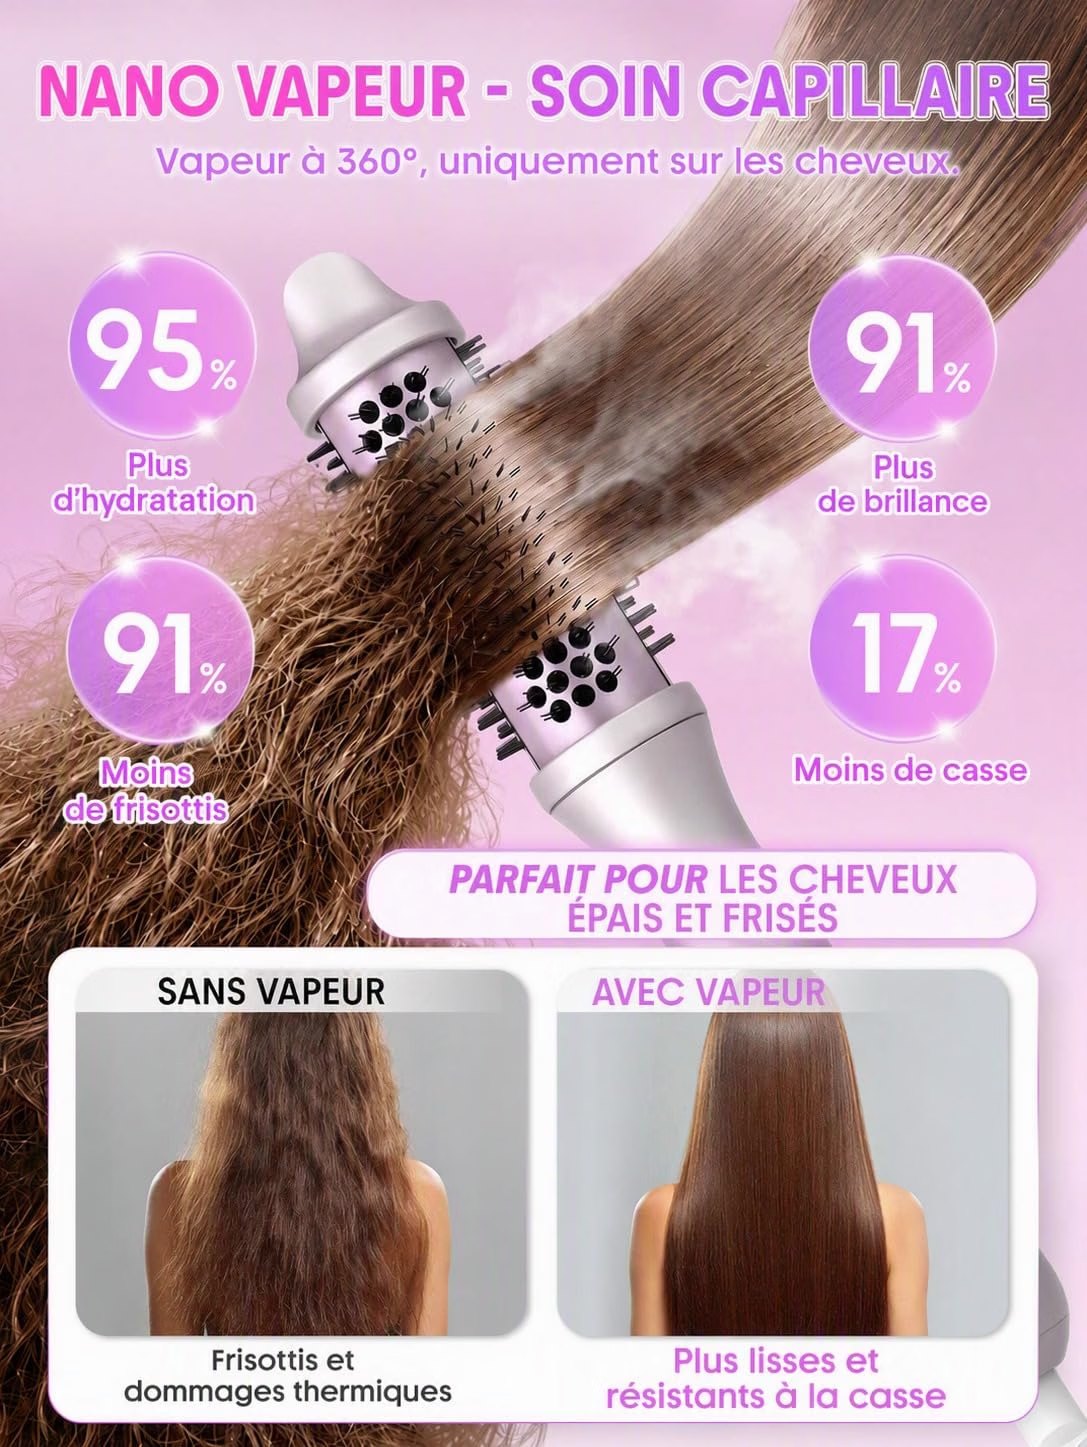 NANO VAPEUR - SOIN CAPILLAIRE
Vapeur à 360°, uniquement sur les cheveux.
95%
Plus
d'hydratation
91%
Plus
de brillance
91%
Moins
de frisottis
17%
Moins de casse
PARFAIT POUR LES CHEVEUX
ÉPAIS ET FRISÉS
SANS VAPEUR
AVEC VAPEUR
Frisottis et
dommages thermiques
Plus lisses et
résistants à la casse